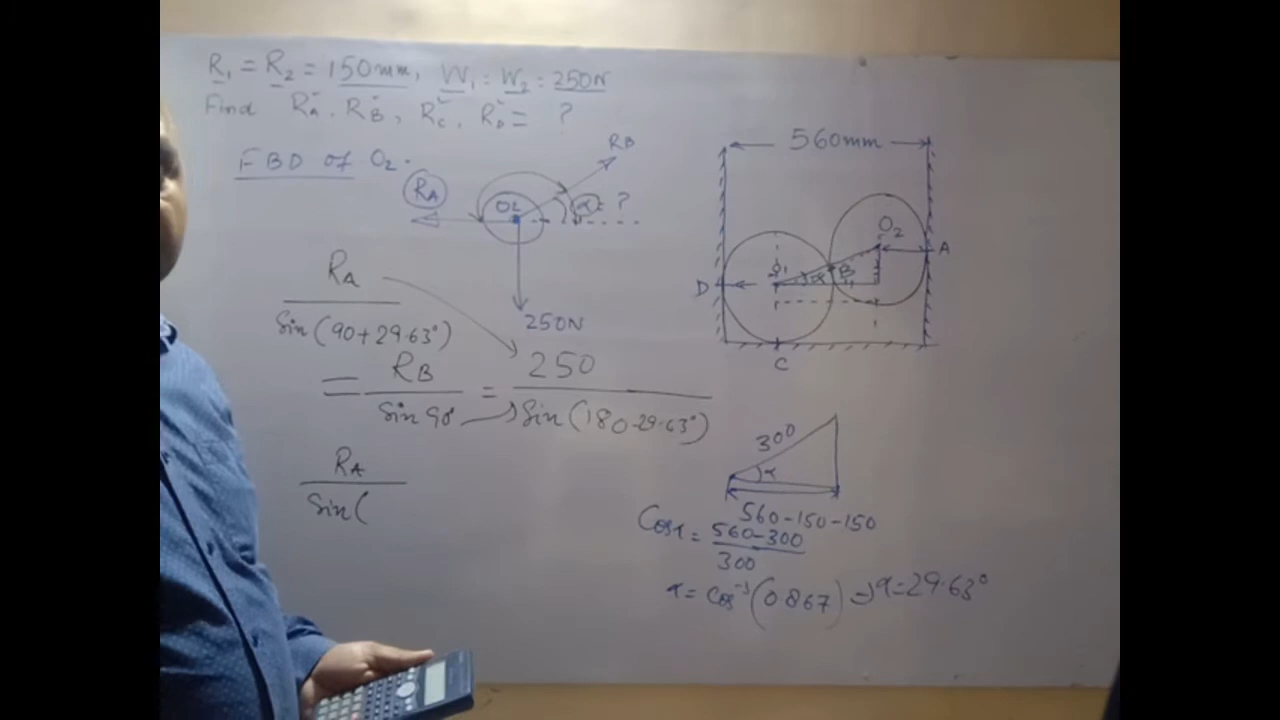 R₁ = R₂ = 150mm, W₁ = W₂ = 250N
Find RA, RB, RC, RD = ?
FBD of O₂.
RA
O2
RB
α = ?
250N
RA
Sin(90+29.63°)
= RB = 250
Sin 90° Sin(180-29.63°)
RA
Sin(
560mm
O₂
A
O1
α
B
D
C
300
α
560-150-150
Cosα = 560-300
300
α = Cos⁻¹(0.867) ⇒ α = 29.63°